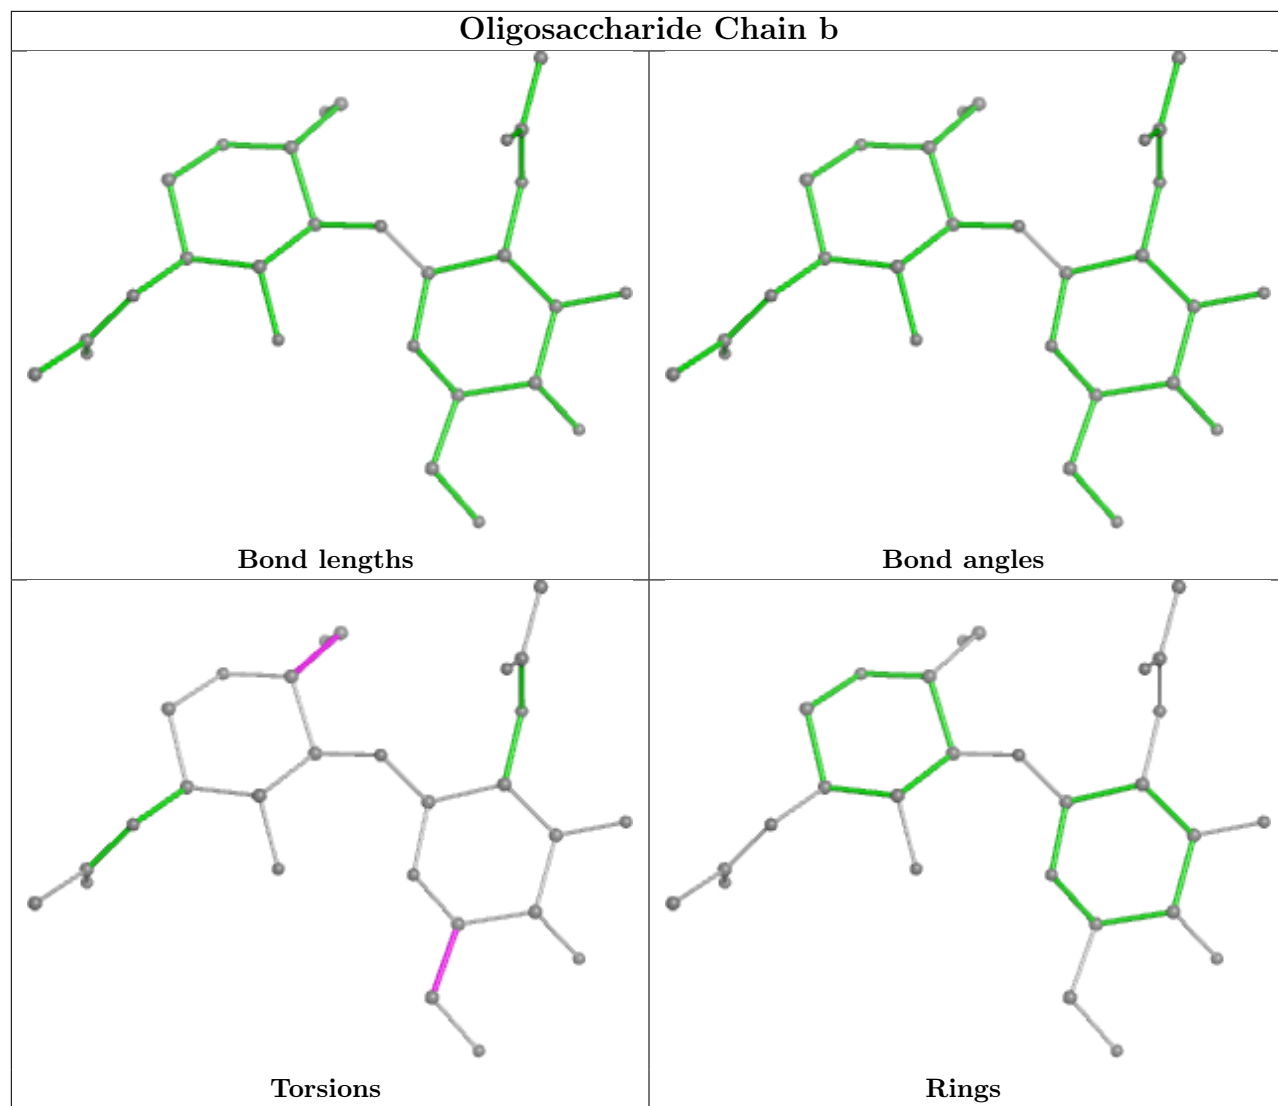 Oligosaccharide Chain b
Bond lengths
Bond angles
Torsions
Rings